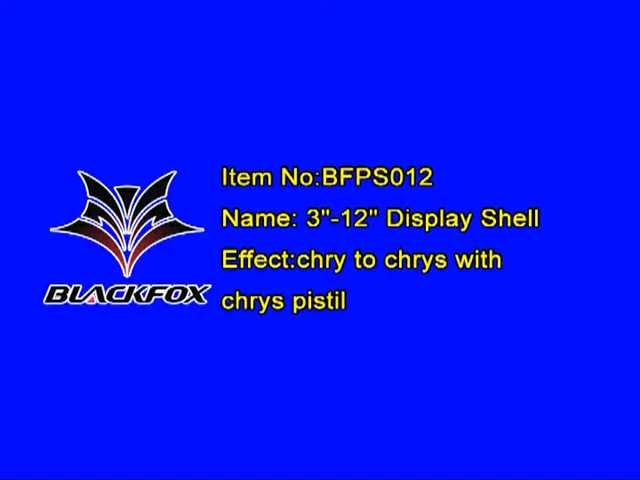 Item No:BFPS012
Name: 3"-12" Display Shell
Effect:chry to chrys with
chrys pistil
BLACKFOX